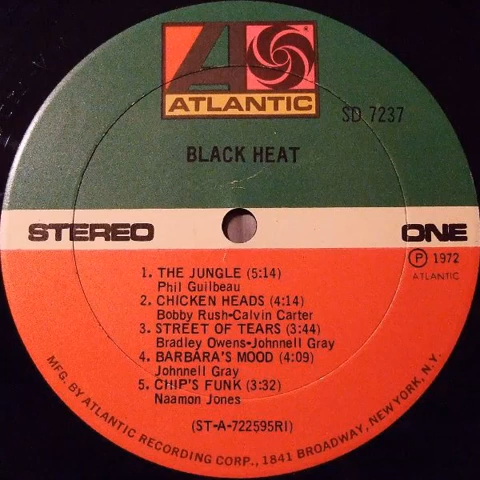 ATLANTIC
SD 7237
BLACK HEAT
STEREO
ONE
Ⓟ 1972
ATLANTIC
1. THE JUNGLE (5:14)
Phil Guilbeau
2. CHICKEN HEADS (4:14)
Bobby Rush-Calvin Carter
3. STREET OF TEARS (3:44)
Bradley Owens-Johnnell Gray
4. BARBARA'S MOOD (4:09)
Johnnell Gray
5. CHIP'S FUNK (3:32)
Naamon Jones
(ST-A-722595RI)
MFG. BY ATLANTIC RECORDING CORP., 1841 BROADWAY, NEW YORK, N.Y.